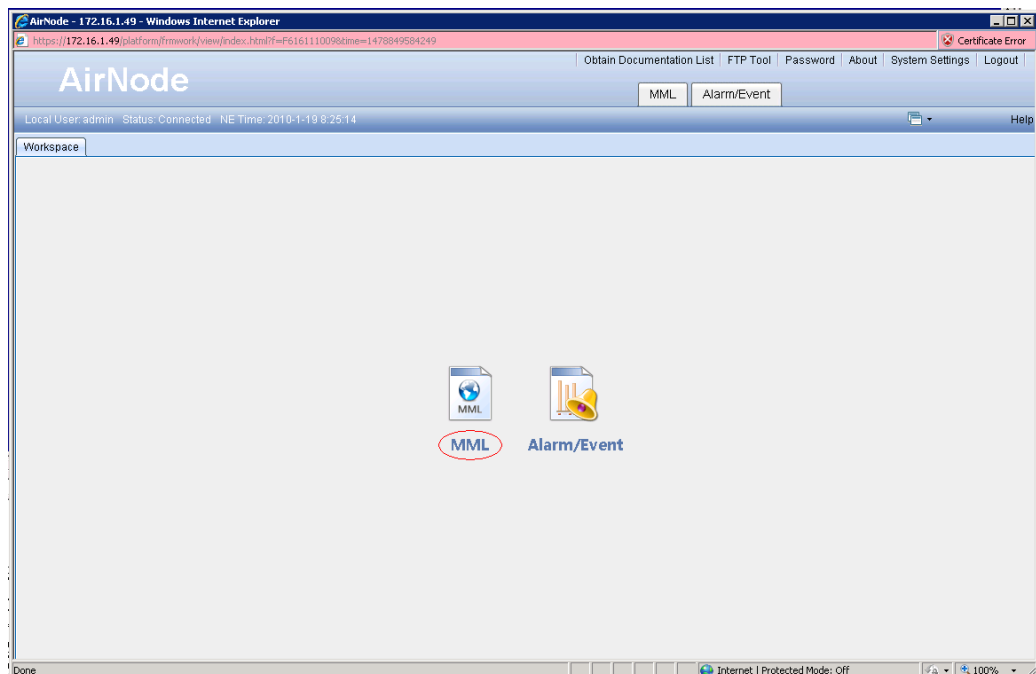 AirNode - 172.16.1.49 - Windows Internet Explorer
https://172.16.1.49/platform/frmwork/view/index.html?f=F616111009&time=1478849584249 Certificate Error
Obtain Documentation List FTP Tool Password About System Settings Logout
AirNode
MML Alarm/Event
Local User: admin Status: Connected NE Time: 2010-1-19 8:25:14 Help
Workspace
MML
MML Alarm/Event
Done Internet | Protected Mode: Off 100%